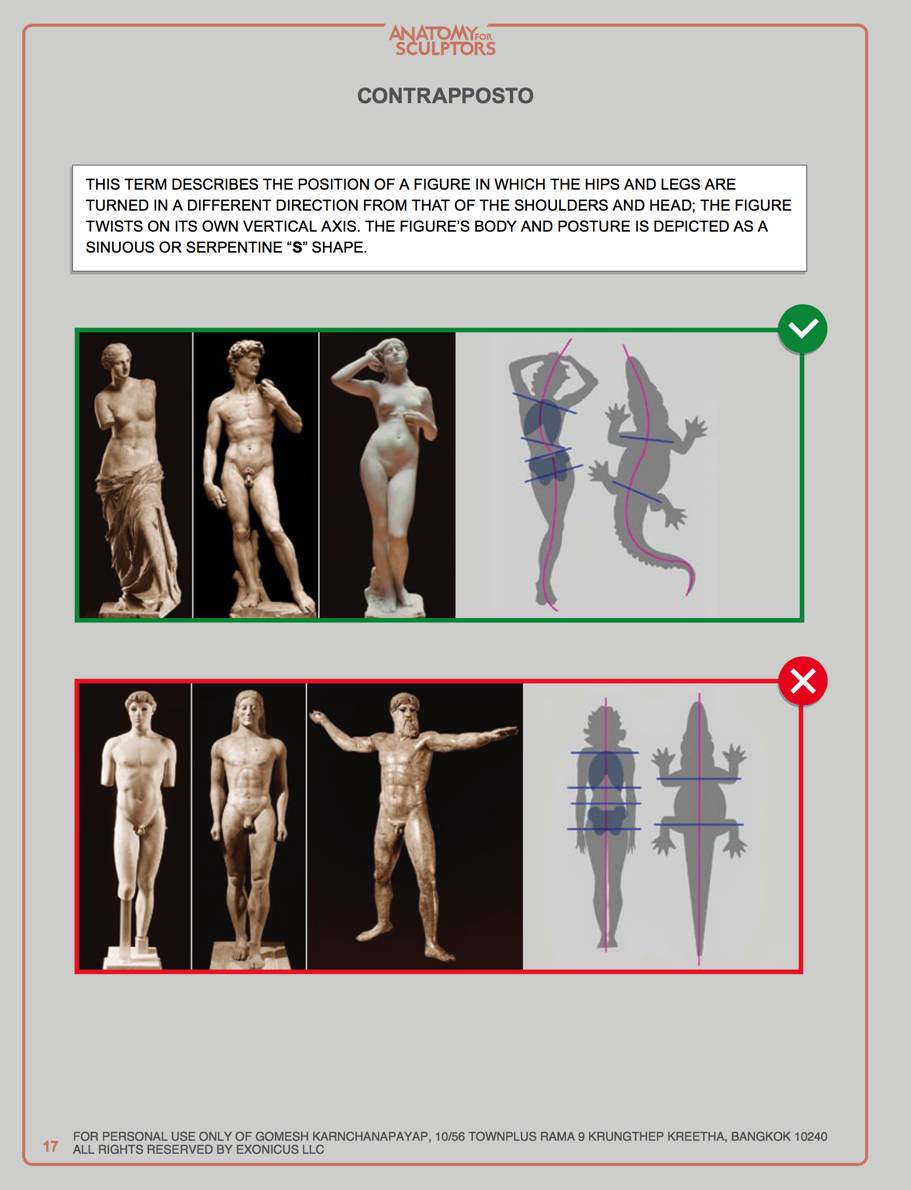 ANATOMY FOR
SCULPTORS
CONTRAPPOSTO
THIS TERM DESCRIBES THE POSITION OF A FIGURE IN WHICH THE HIPS AND LEGS ARE
TURNED IN A DIFFERENT DIRECTION FROM THAT OF THE SHOULDERS AND HEAD; THE FIGURE
TWISTS ON ITS OWN VERTICAL AXIS. THE FIGURE'S BODY AND POSTURE IS DEPICTED AS A
SINUOUS OR SERPENTINE “S” SHAPE.
17
FOR PERSONAL USE ONLY OF GOMESH KARNCHANAPAYAP, 10/56 TOWNPLUS RAMA 9 KRUNGTHEP KREETHA, BANGKOK 10240
ALL RIGHTS RESERVED BY EXONICUS LLC